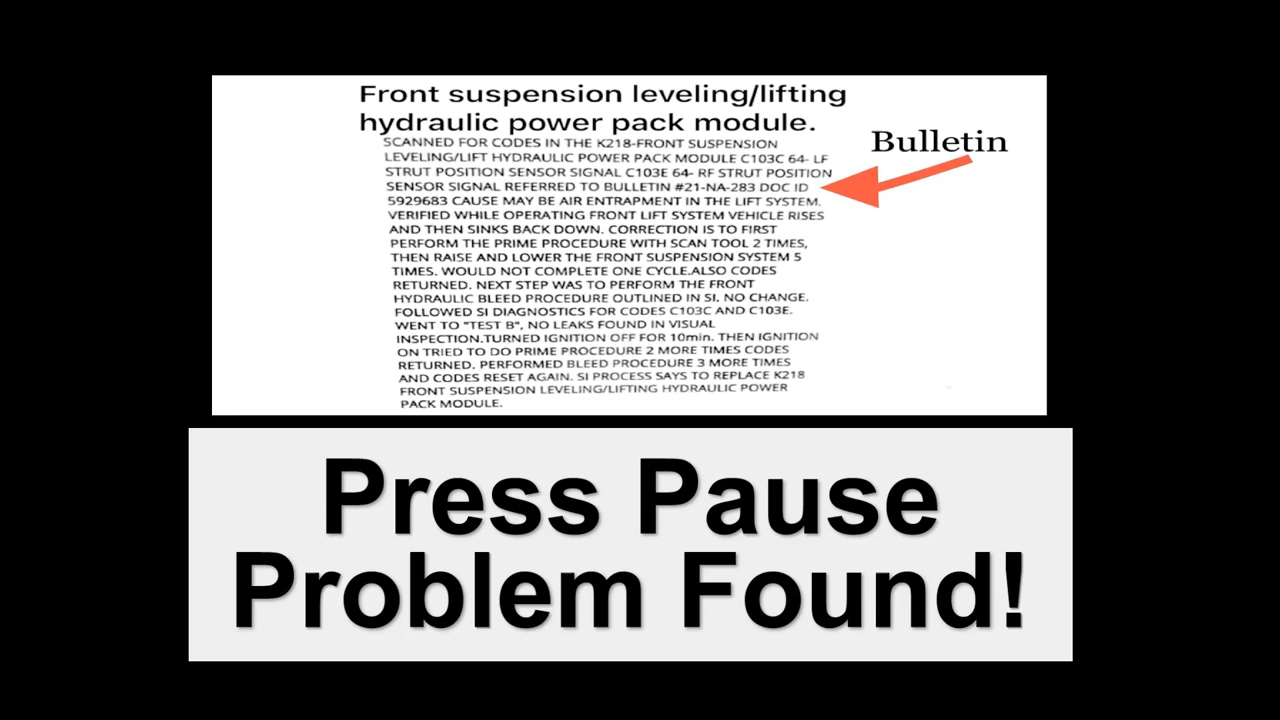 Front suspension leveling/lifting
hydraulic power pack module.
Bulletin
SCANNED FOR CODES IN THE K218-FRONT SUSPENSION
LEVELING/LIFT HYDRAULIC POWER PACK MODULE C103C 64- LF
STRUT POSITION SENSOR SIGNAL C103E 64- RF STRUT POSITION
SENSOR SIGNAL REFERRED TO BULLETIN #21-NA-283 DOC ID
5929683 CAUSE MAY BE AIR ENTRAPMENT IN THE LIFT SYSTEM.
VERIFIED WHILE OPERATING FRONT LIFT SYSTEM VEHICLE RISES
AND THEN SINKS BACK DOWN. CORRECTION IS TO FIRST
PERFORM THE PRIME PROCEDURE WITH SCAN TOOL 2 TIMES,
THEN RAISE AND LOWER THE FRONT SUSPENSION SYSTEM 5
TIMES. WOULD NOT COMPLETE ONE CYCLE.ALSO CODES
RETURNED. NEXT STEP WAS TO PERFORM THE FRONT
HYDRAULIC BLEED PROCEDURE OUTLINED IN SI. NO CHANGE.
FOLLOWED SI DIAGNOSTICS FOR CODES C103C AND C103E.
WENT TO "TEST B", NO LEAKS FOUND IN VISUAL
INSPECTION.TURNED IGNITION OFF FOR 10min. THEN IGNITION
ON TRIED TO DO PRIME PROCEDURE 2 MORE TIMES CODES
RETURNED. PERFORMED BLEED PROCEDURE 3 MORE TIMES
AND CODES RESET AGAIN. SI PROCESS SAYS TO REPLACE K218
FRONT SUSPENSION LEVELING/LIFTING HYDRAULIC POWER
PACK MODULE.
Press Pause
Problem Found!